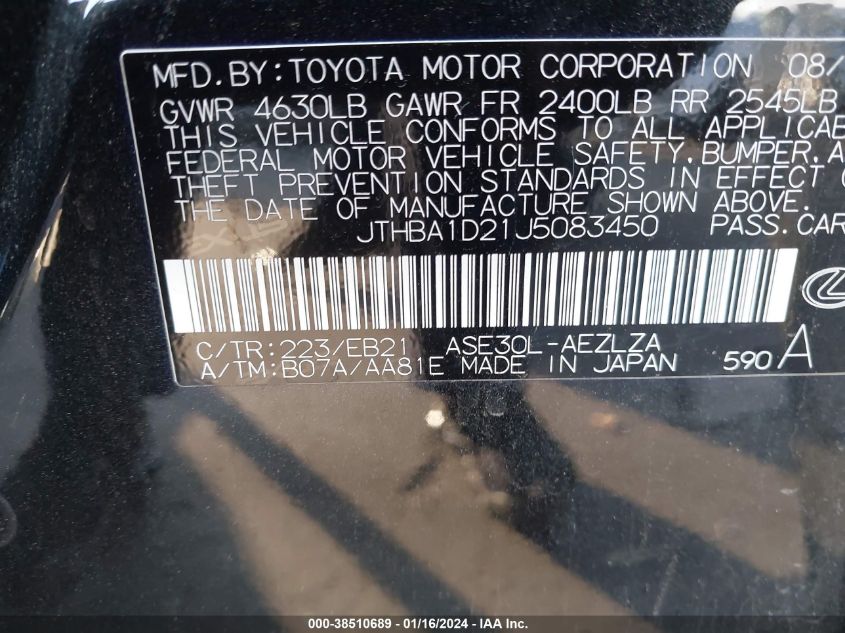 MFD.BY:TOYOTA MOTOR CORPORATION 08/
GVWR 4630LB GAWR FR 2400LB RR 2545LB
THIS VEHICLE CONFORMS TO ALL APPLICAB
FEDERAL MOTOR VEHICLE SAFETY.BUMPER.A
THEFT PREVENTION STANDARDS IN EFFECT O
THE DATE OF MANUFACTURE SHOWN ABOVE.
JTHBA1D21J5083450 PASS.CAR
C/TR:223/EB21 ASE30L-AEZLZA
A/TM:B07A/AA81E MADE IN JAPAN 590A
000-38510689 - 01/16/2024 - IAA Inc.